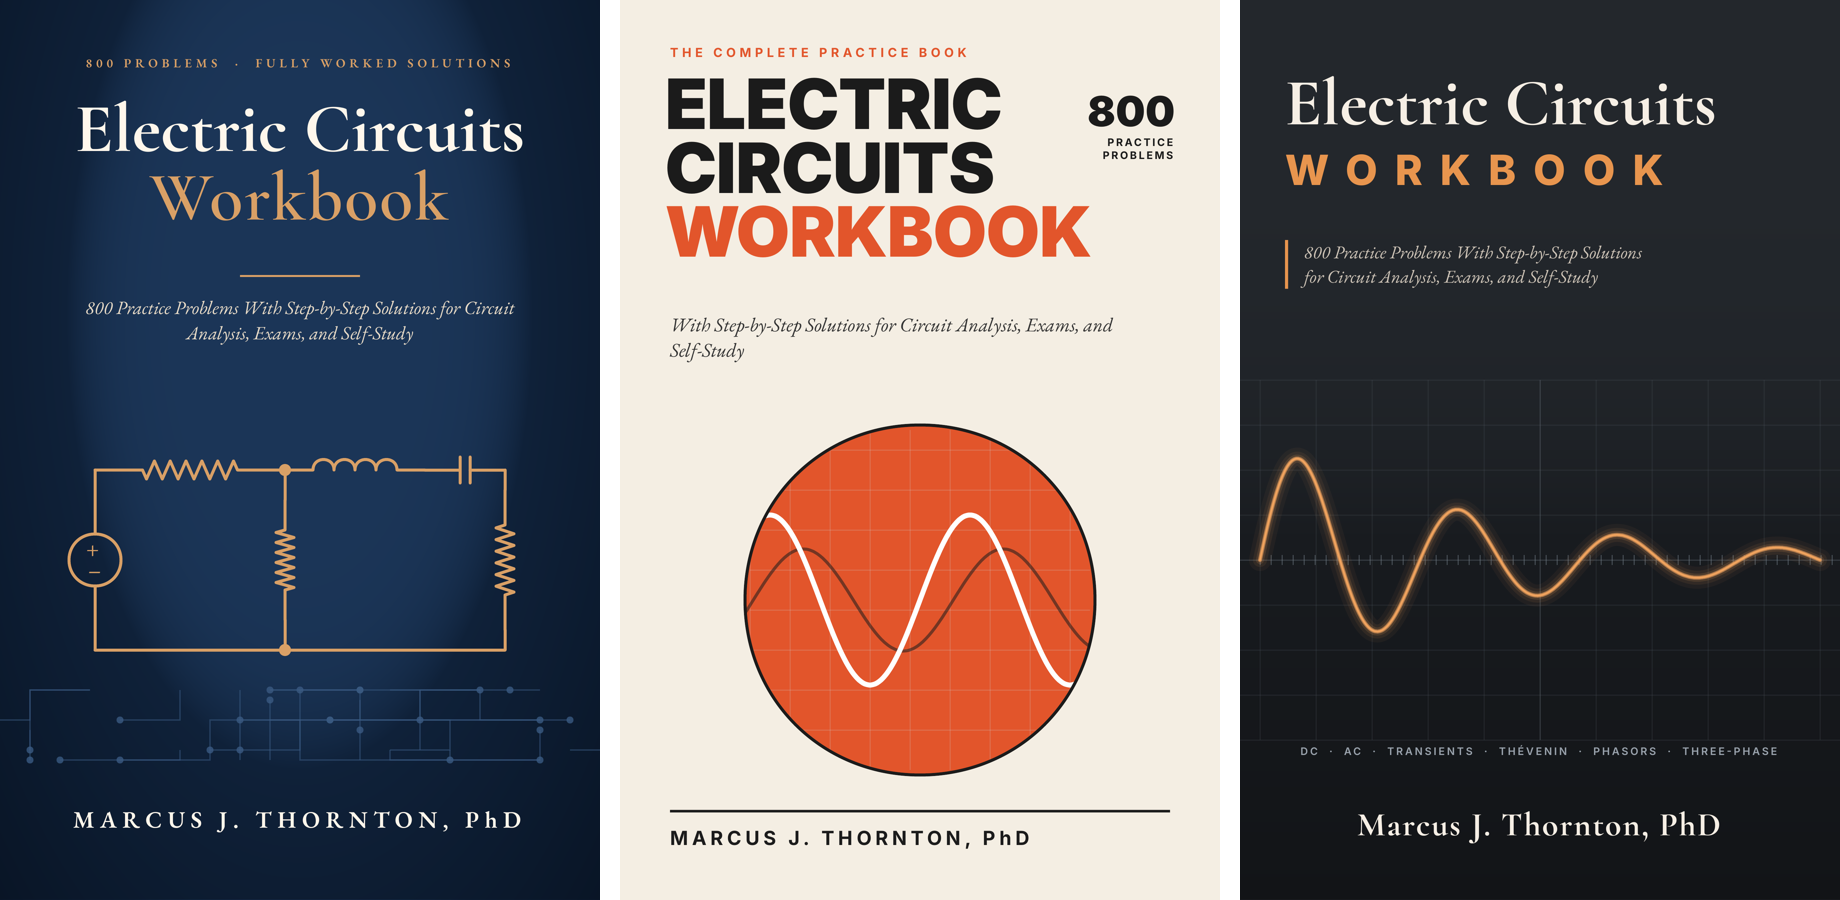 800 PROBLEMS · FULLY WORKED SOLUTIONS
Electric Circuits
Workbook
800 Practice Problems With Step-by-Step Solutions for Circuit
Analysis, Exams, and Self-Study
+
−
MARCUS J. THORNTON, PhD
THE COMPLETE PRACTICE BOOK
ELECTRIC
CIRCUITS
WORKBOOK
800
PRACTICE
PROBLEMS
With Step-by-Step Solutions for Circuit Analysis, Exams, and
Self-Study
MARCUS J. THORNTON, PhD
Electric Circuits
WORKBOOK
800 Practice Problems With Step-by-Step Solutions
for Circuit Analysis, Exams, and Self-Study
DC · AC · TRANSIENTS · THÉVENIN · PHASORS · THREE-PHASE
Marcus J. Thornton, PhD